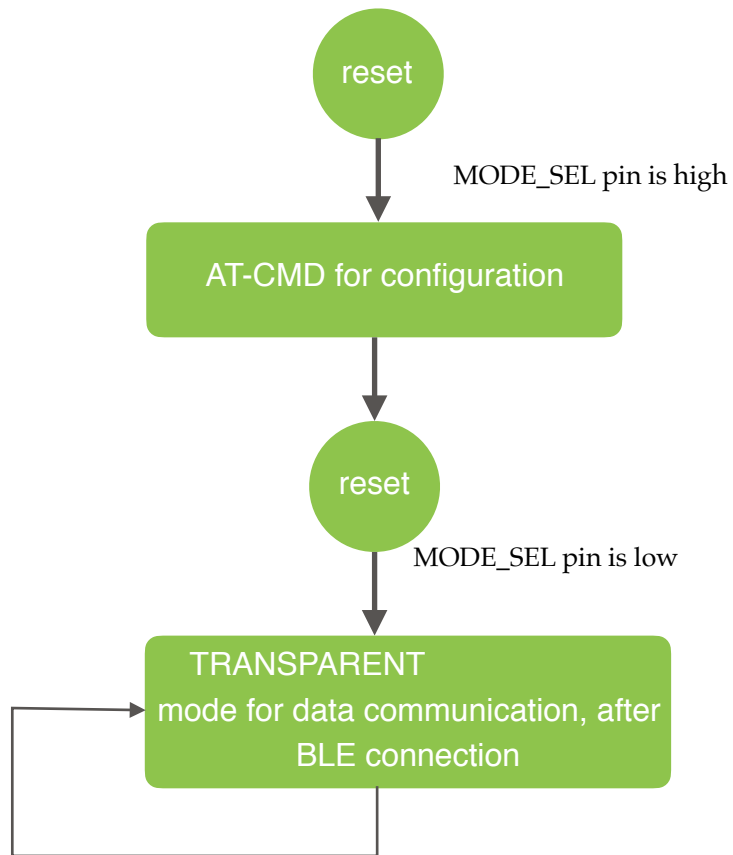 reset
MODE_SEL pin is high
AT-CMD for configuration
reset
MODE_SEL pin is low
TRANSPARENT
mode for data communication, after
BLE connection